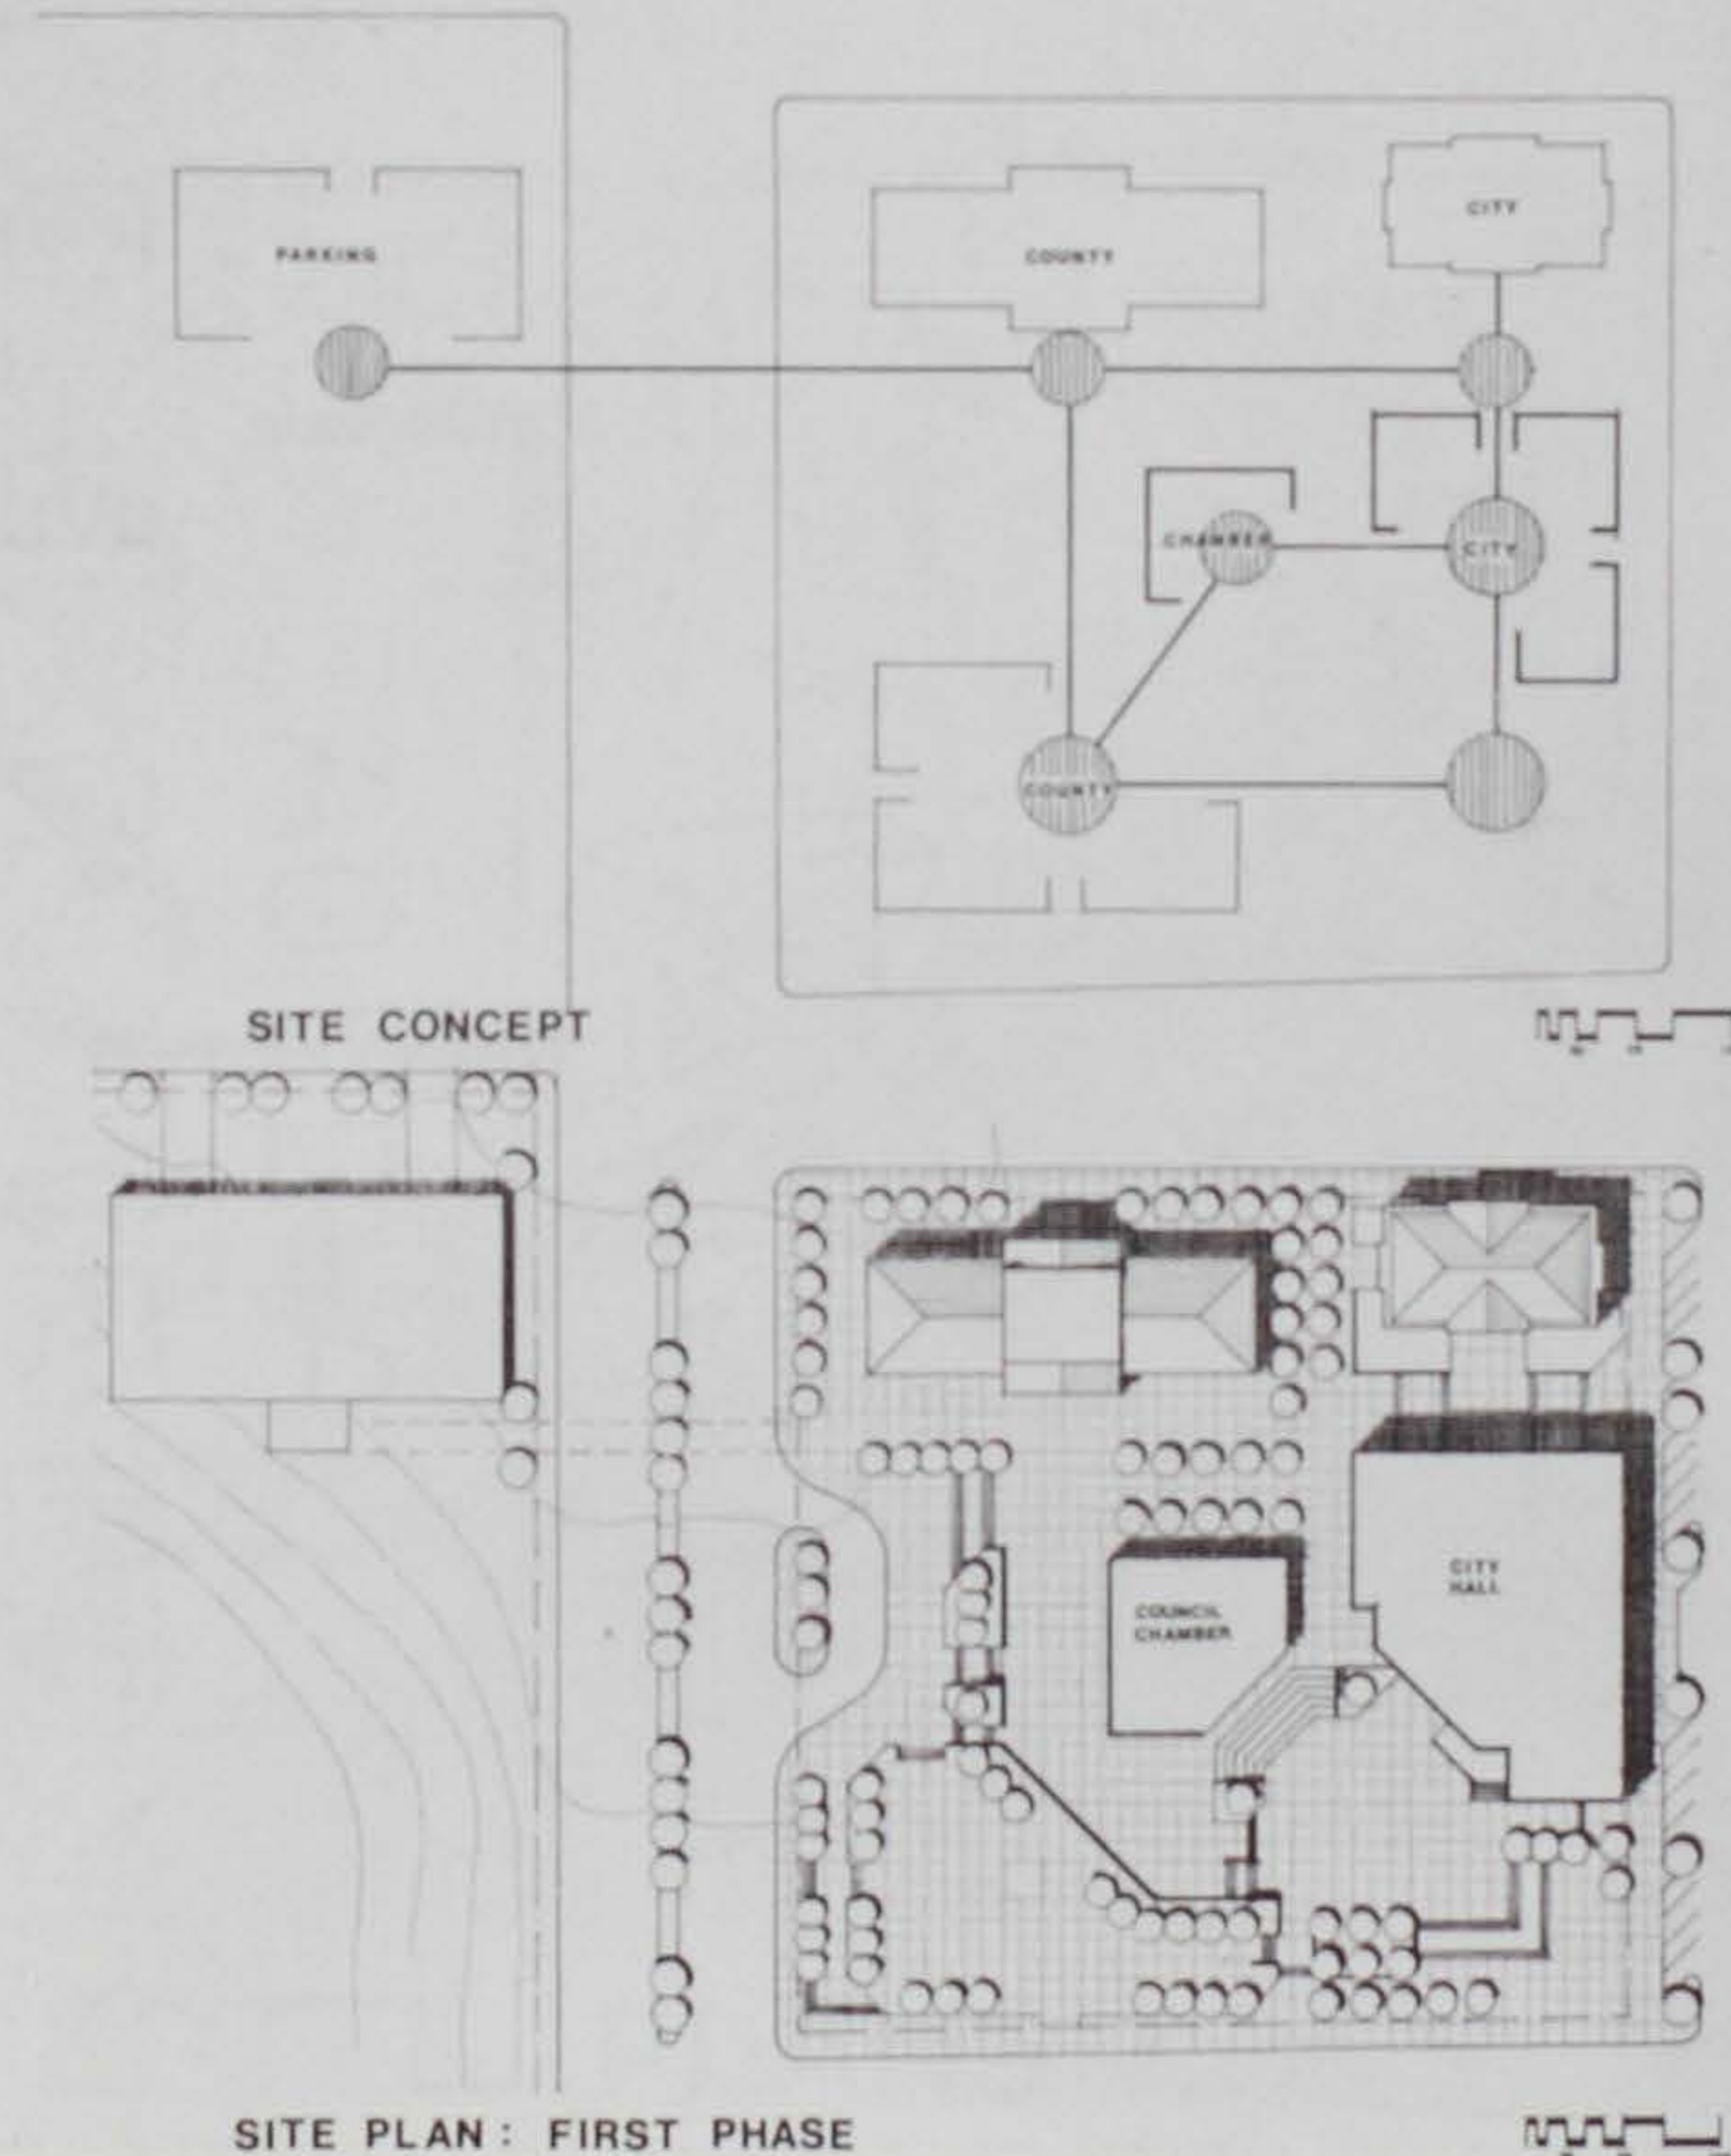 CITY
PARKING
COUNTY
CHAMBER
CITY
COUNTY
SITE CONCEPT
CITY
HALL
COUNCIL
CHAMBER
SITE PLAN: FIRST PHASE